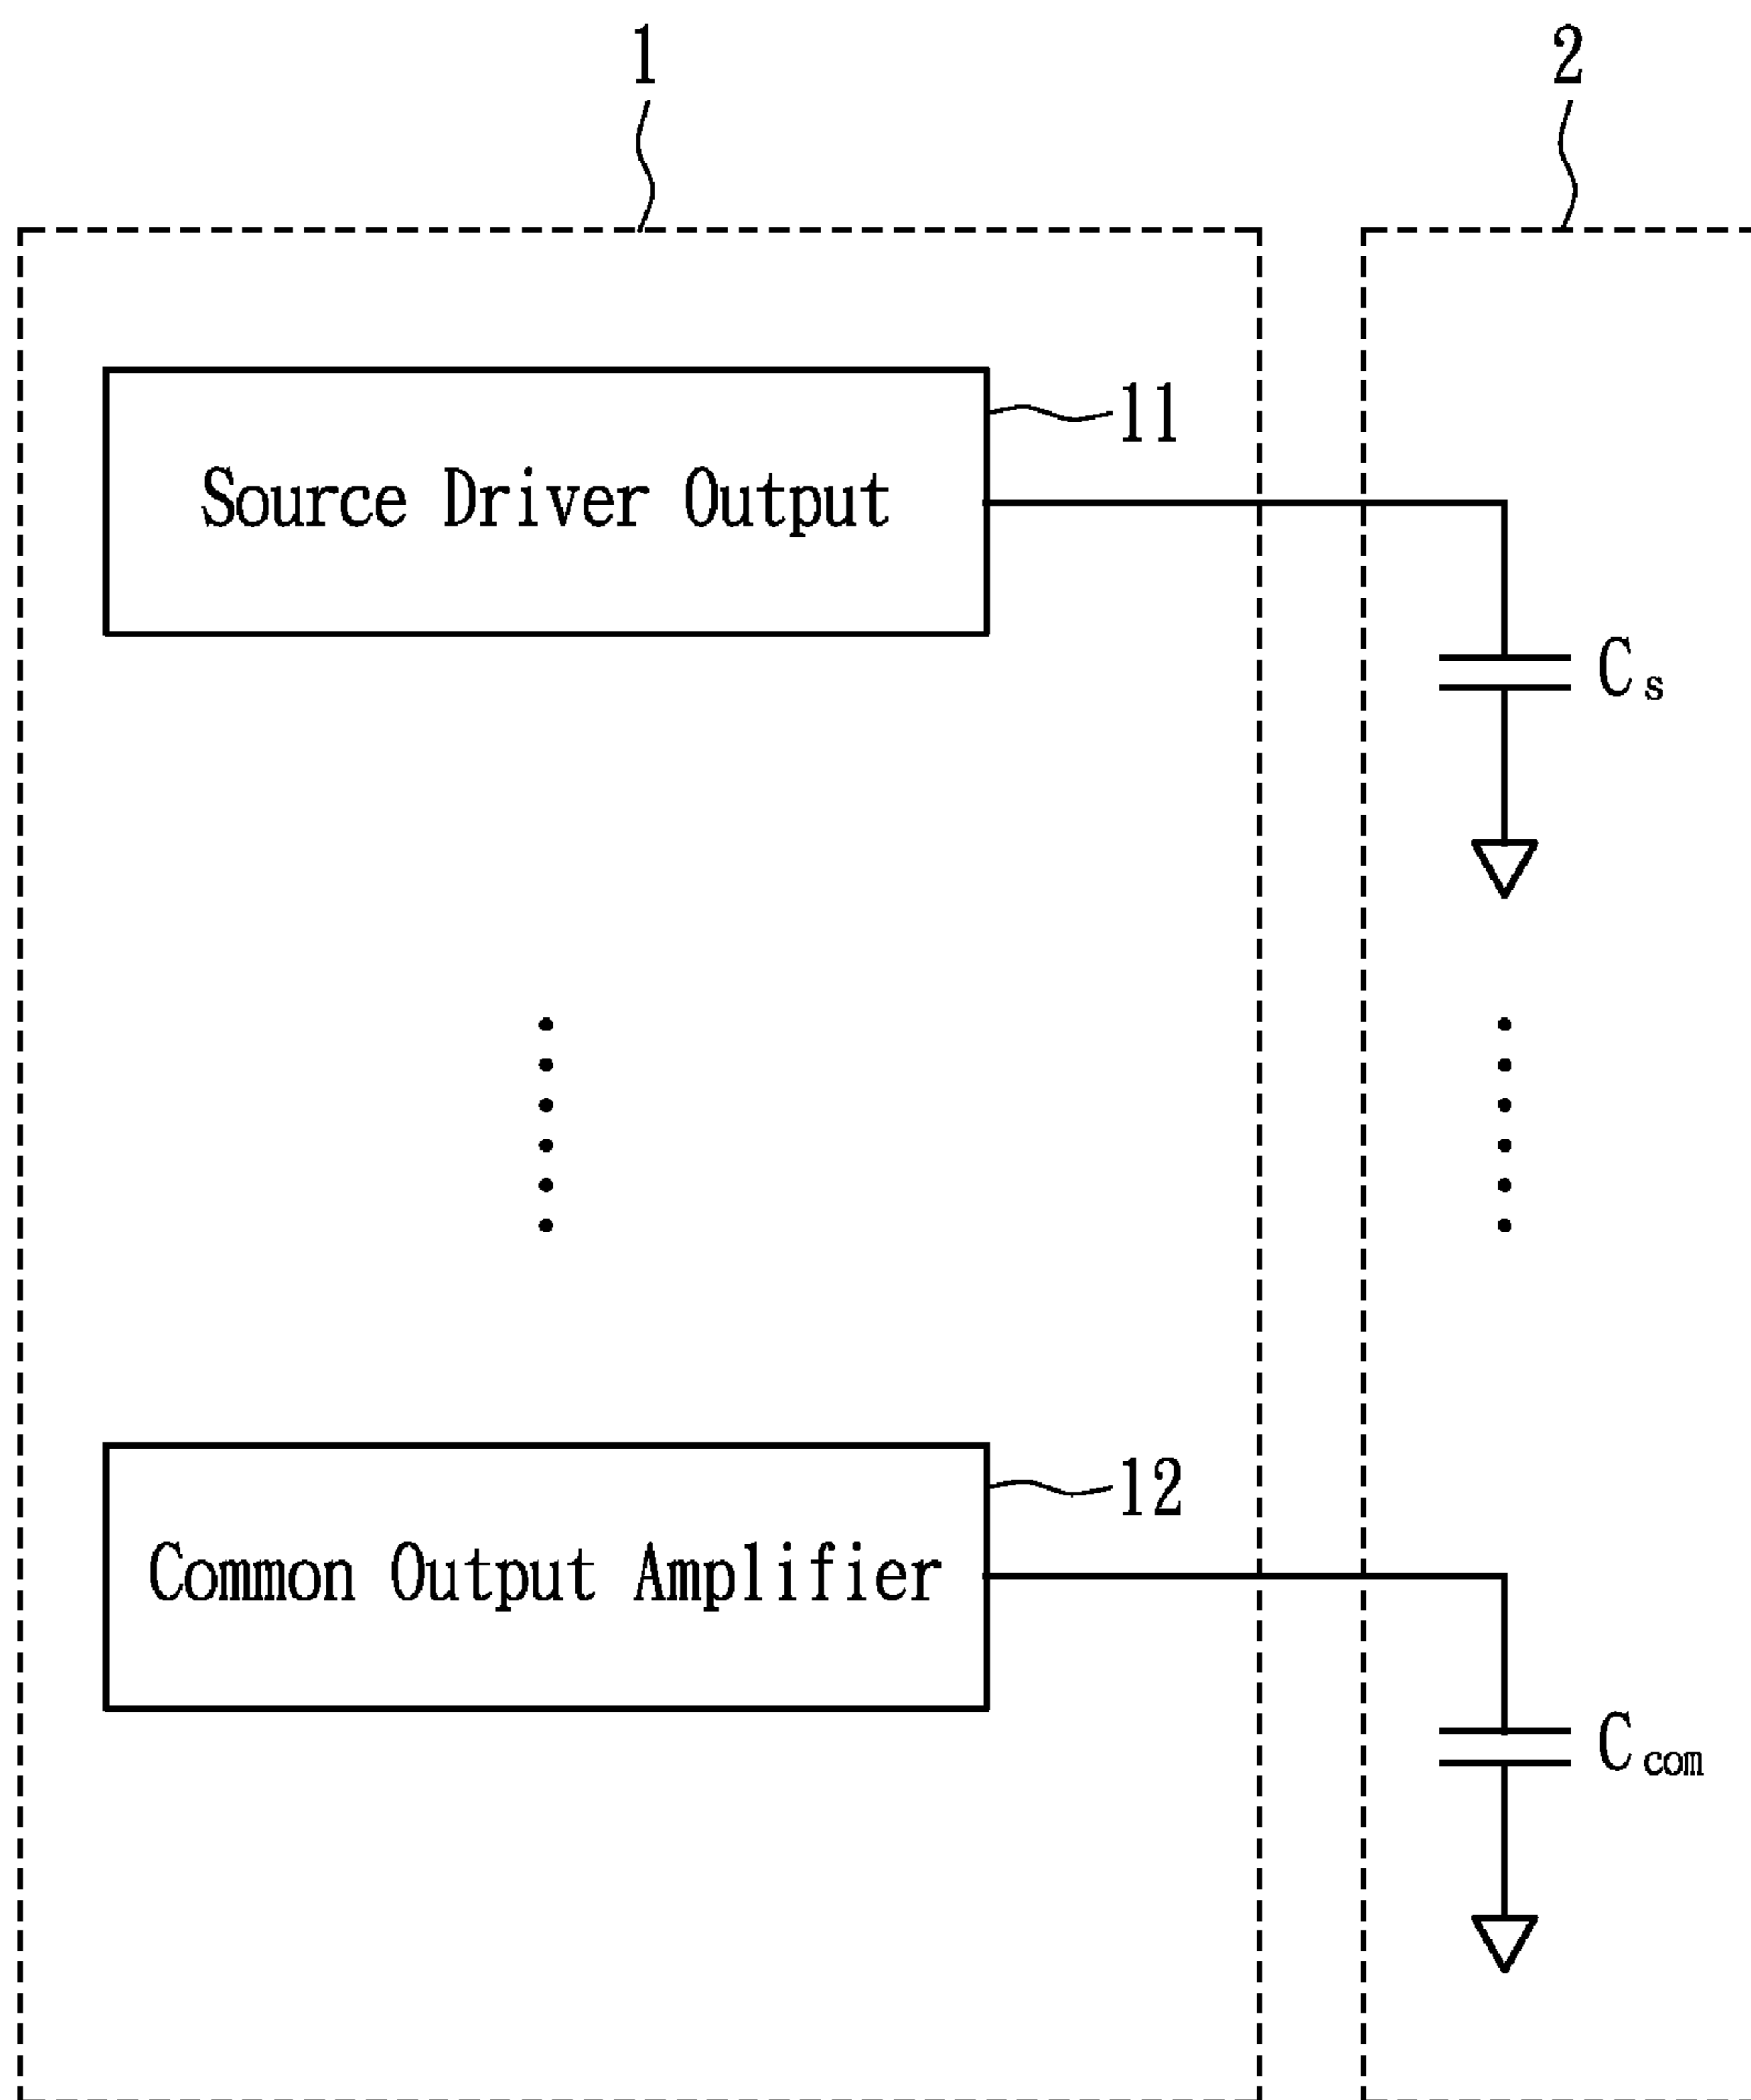 1
2
11
Source Driver Output
Cs
12
Common Output Amplifier
Ccom